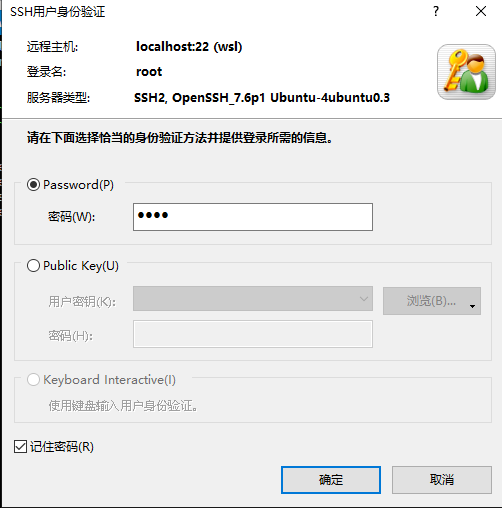 SSH用户身份验证
远程主机: localhost:22 (wsl)
登录名: root
服务器类型: SSH2, OpenSSH_7.6p1 Ubuntu-4ubuntu0.3
请在下面选择恰当的身份验证方法并提供登录所需的信息。
Password(P)
密码(W): ●●●●
Public Key(U)
用户密钥(K): 浏览(B)...
密码(H):
Keyboard Interactive(I)
使用键盘输入用户身份验证。
记住密码(R)
确定 取消